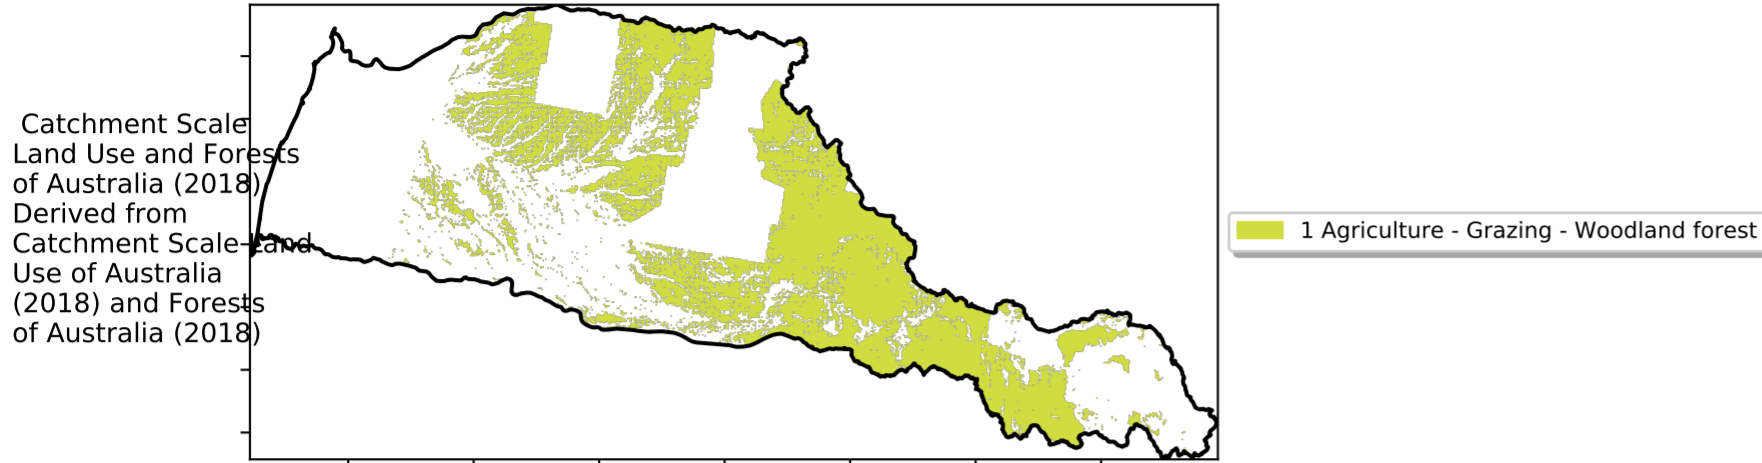 Catchment Scale
Land Use and Forests
of Australia (2018)
Derived from
Catchment Scale Land
Use of Australia
(2018) and Forests
of Australia (2018)
1 Agriculture - Grazing - Woodland forest